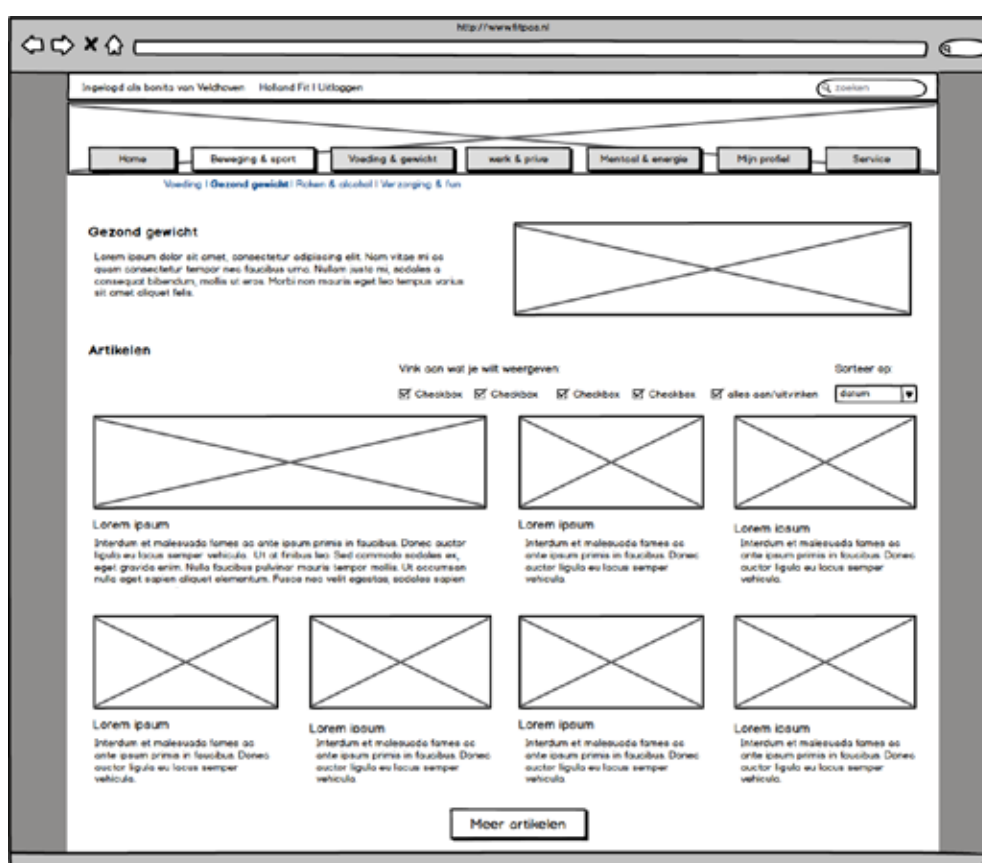 http://www.fitpos.nl
Ingelogd als bonita van Veldhoven Holland Fit | Uitloggen
zoeken
Home Beweging & sport Voeding & gewicht werk & prive Mentaal & energie Mijn profiel Service
Voeding | Gezond gewicht | Roken & alcohol | Verzorging & fun
Gezond gewicht
Lorem ipsum dolor sit amet, consectetur adipiscing elit. Nam vitae mi ac
quam consectetur tempor nec faucibus urna. Nullam justo mi, sodales a
consequat bibendum, mollis ut eros. Morbi non mauris eget leo tempus varius
sit amet aliquet felis.
Artikelen
Vink aan wat je wilt weergeven:
Sorteer op:
Checkbox Checkbox Checkbox Checkbox alles aan/uitvinken datum
Lorem ipsum
Interdum et malesuada fames ac ante ipsum primis in faucibus. Donec auctor
ligula eu lacus semper vehicula. Ut at finibus leo. Sed commodo sodales ex,
eget gravida enim. Nulla faucibus pulvinar mauris tempor mollis. Ut accumsan
nulla eget sapien aliquet elementum. Fusce nec velit egestas, sodales sapien
Lorem ipsum
Interdum et malesuada fames ac
ante ipsum primis in faucibus. Donec
auctor ligula eu lacus semper
vehicula.
Lorem ipsum
Interdum et malesuada fames ac
ante ipsum primis in faucibus. Donec
auctor ligula eu lacus semper
vehicula.
Lorem ipsum
Interdum et malesuada fames ac
ante ipsum primis in faucibus. Donec
auctor ligula eu lacus semper
vehicula.
Lorem ipsum
Interdum et malesuada fames ac
ante ipsum primis in faucibus. Donec
auctor ligula eu lacus semper
vehicula.
Lorem ipsum
Interdum et malesuada fames ac
ante ipsum primis in faucibus. Donec
auctor ligula eu lacus semper
vehicula.
Lorem ipsum
Interdum et malesuada fames ac
ante ipsum primis in faucibus. Donec
auctor ligula eu lacus semper
vehicula.
Meer artikelen